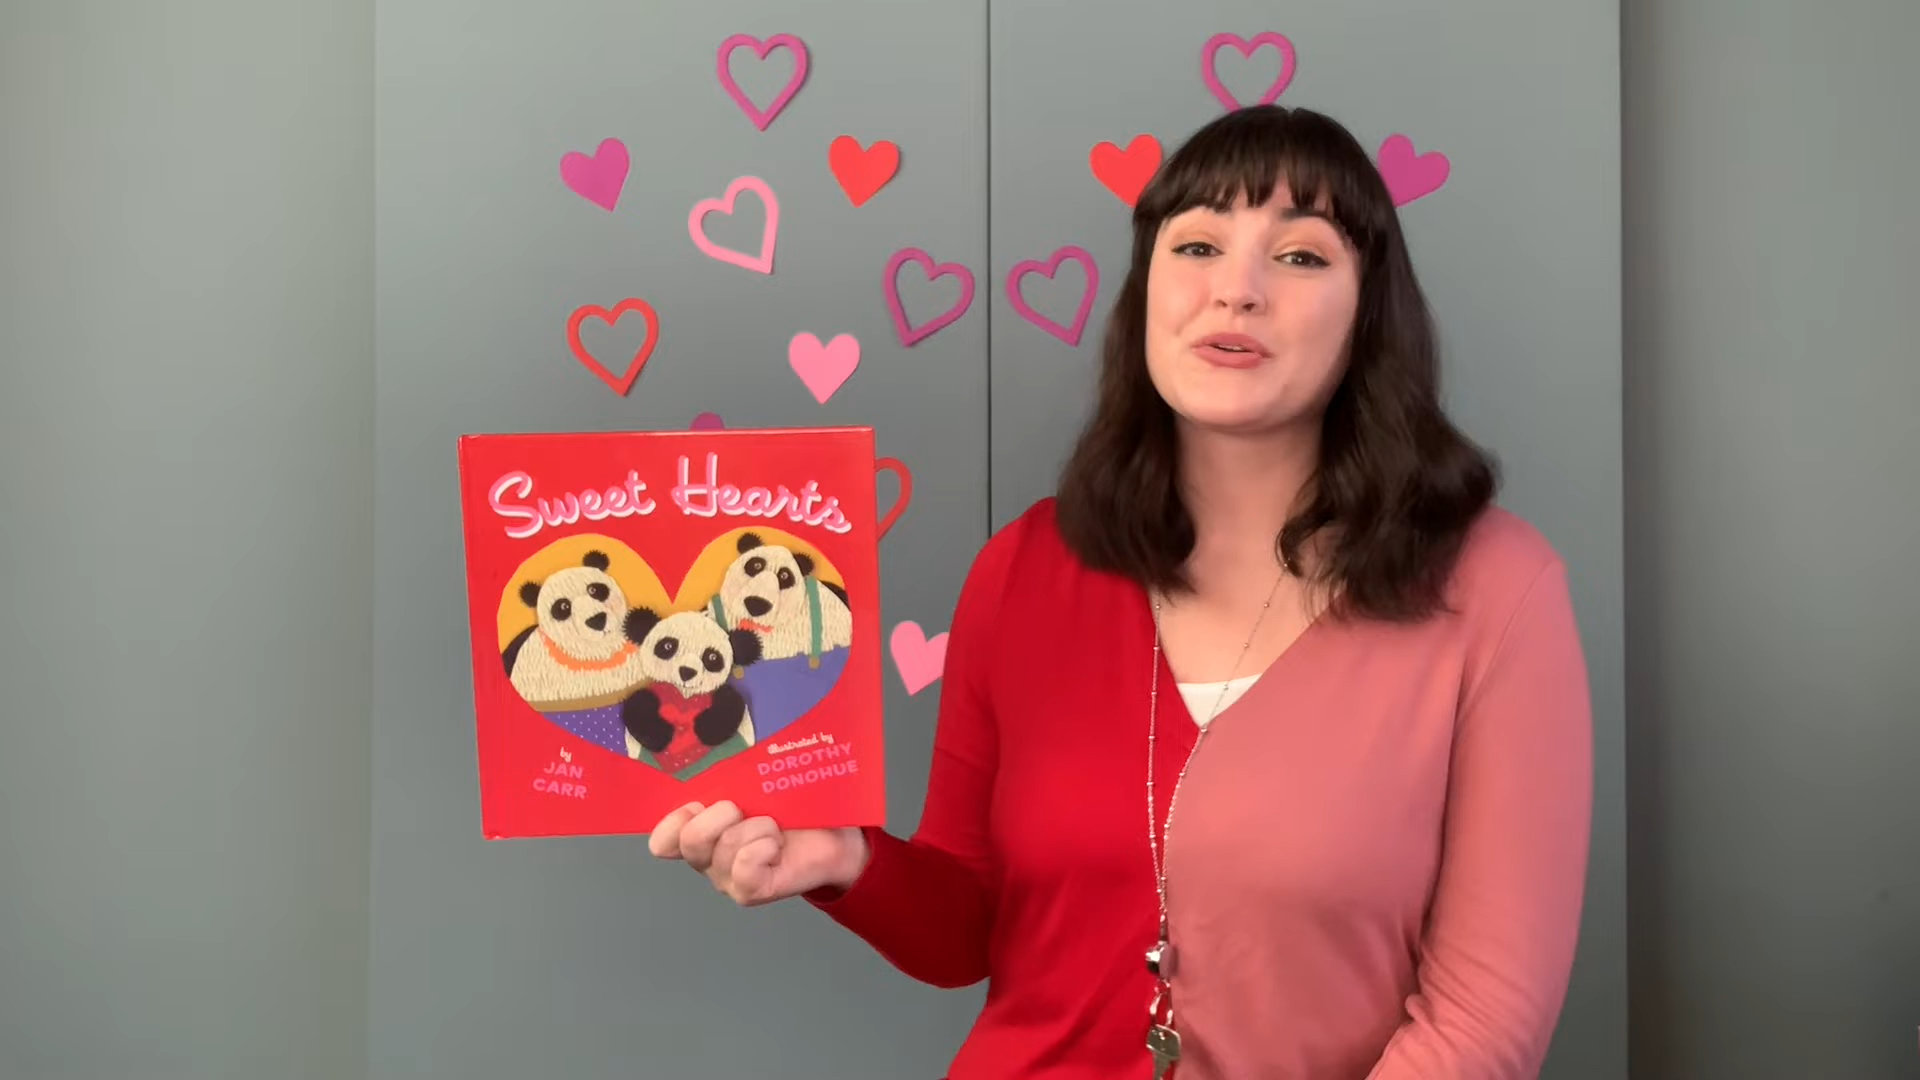 Sweet Hearts
by
JAN
CARR
illustrated by
DOROTHY
DONOHUE